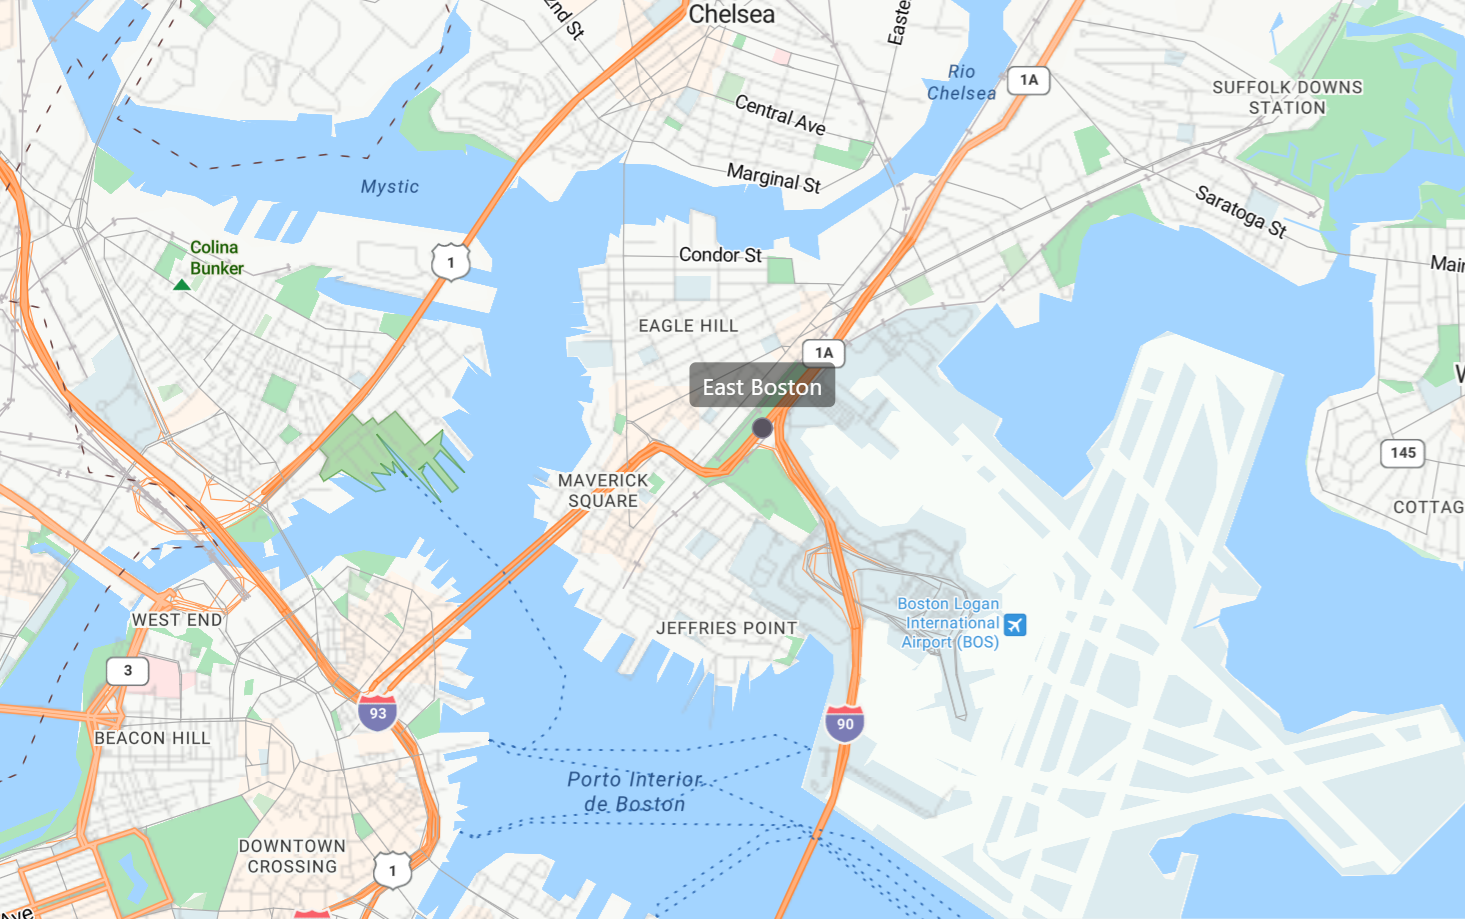 Chelsea
2nd St
Easte
Rio
Chelsea
1A
SUFFOLK DOWNS
STATION
Central Ave
Mystic
Marginal St
Saratoga St
Colina
Bunker
1
Condor St
Mair
EAGLE HILL
1A
East Boston
W
145
MAVERICK
SQUARE
COTTAG
Boston Logan
International
Airport (BOS)
WEST END
JEFFRIES POINT
3
93
90
BEACON HILL
Porto Interior
de Boston
DOWNTOWN
CROSSING
1
Ave